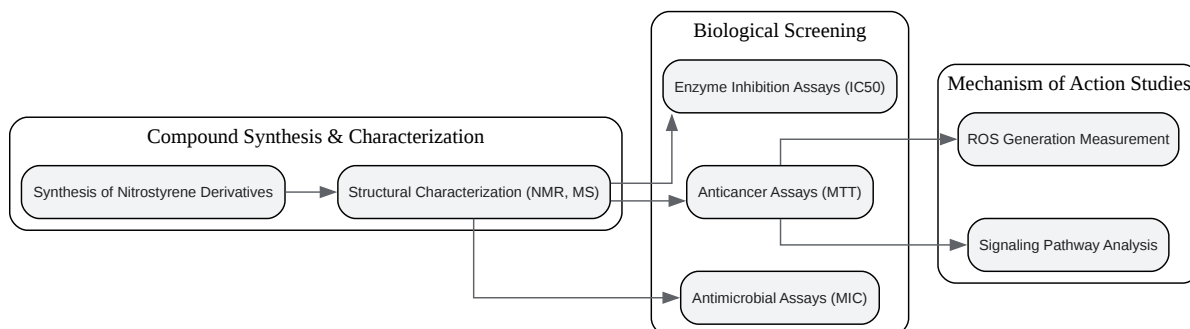 Compound Synthesis & Characterization
Synthesis of Nitrostyrene Derivatives
Structural Characterization (NMR, MS)
Biological Screening
Enzyme Inhibition Assays (IC50)
Anticancer Assays (MTT)
Antimicrobial Assays (MIC)
Mechanism of Action Studies
ROS Generation Measurement
Signaling Pathway Analysis